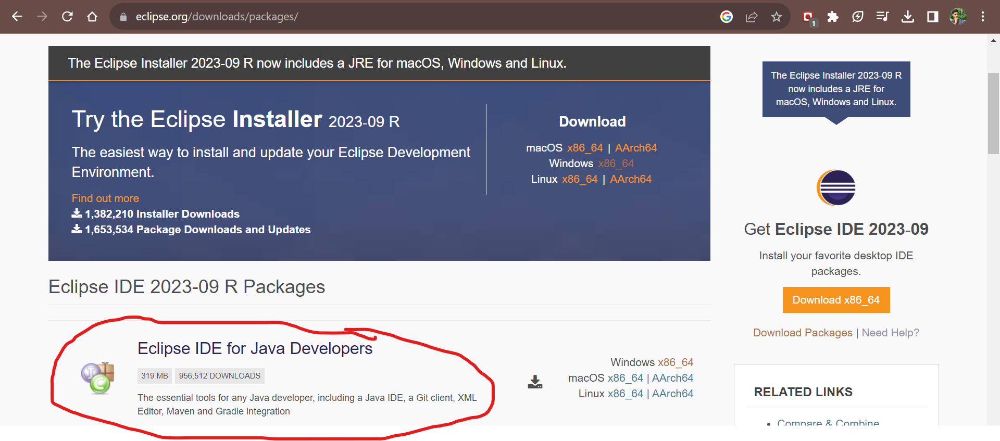 eclipse.org/downloads/packages/
1
The Eclipse Installer 2023-09 R now includes a JRE for macOS, Windows and Linux.
Try the Eclipse Installer 2023-09 R
The easiest way to install and update your Eclipse Development
Environment.
Find out more
1,382,210 Installer Downloads
1,653,534 Package Downloads and Updates
Download
macOS x86_64 | AArch64
Windows x86_64
Linux x86_64 | AArch64
The Eclipse Installer 2023-09 R
now includes a JRE for
macOS, Windows and Linux.
Get Eclipse IDE 2023-09
Install your favorite desktop IDE
packages.
Download x86_64
Download Packages | Need Help?
Eclipse IDE 2023-09 R Packages
Eclipse IDE for Java Developers
319 MB 956,512 DOWNLOADS
The essential tools for any Java developer, including a Java IDE, a Git client, XML
Editor, Maven and Gradle integration
Windows x86_64
macOS x86_64 | AArch64
Linux x86_64 | AArch64
RELATED LINKS
Compare & Combine